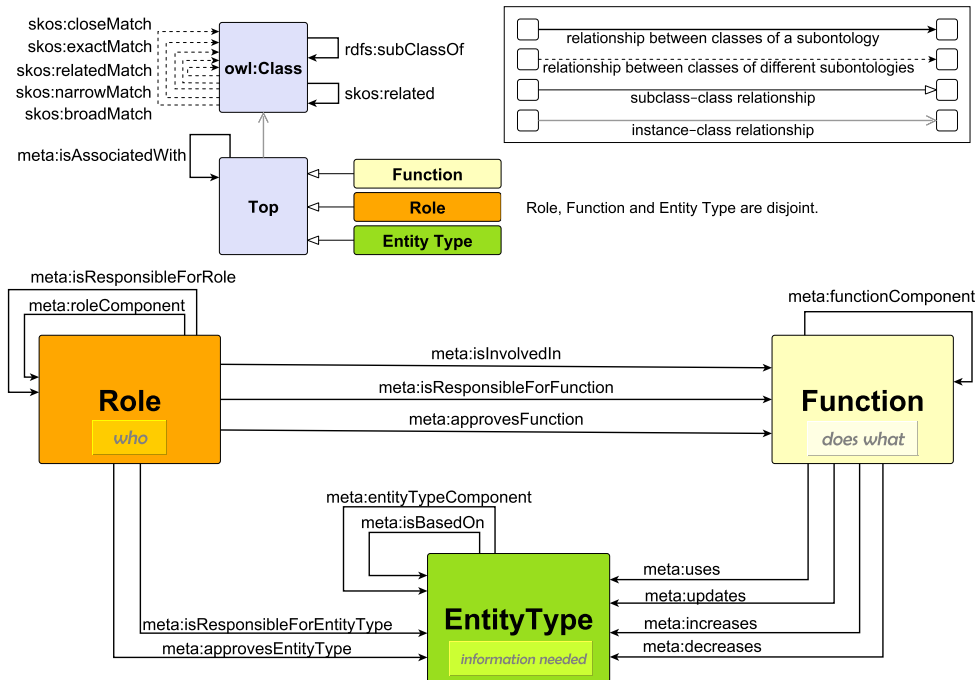 skos:closeMatch
skos:exactMatch
skos:relatedMatch
skos:narrowMatch
skos:broadMatch
owl:Class
rdfs:subClassOf
skos:related
relationship between classes of a subontology
relationship between classes of different subontologies
subclass-class relationship
instance-class relationship
meta:isAssociatedWith
Top
Function
Role
Entity Type
Role, Function and Entity Type are disjoint.
meta:isResponsibleForRole
meta:roleComponent
meta:functionComponent
Role
who
meta:isInvolvedIn
meta:isResponsibleForFunction
meta:approvesFunction
Function
does what
meta:entityTypeComponent
meta:isBasedOn
meta:uses
meta:updates
meta:increases
meta:decreases
meta:isResponsibleForEntityType
meta:approvesEntityType
EntityType
information needed